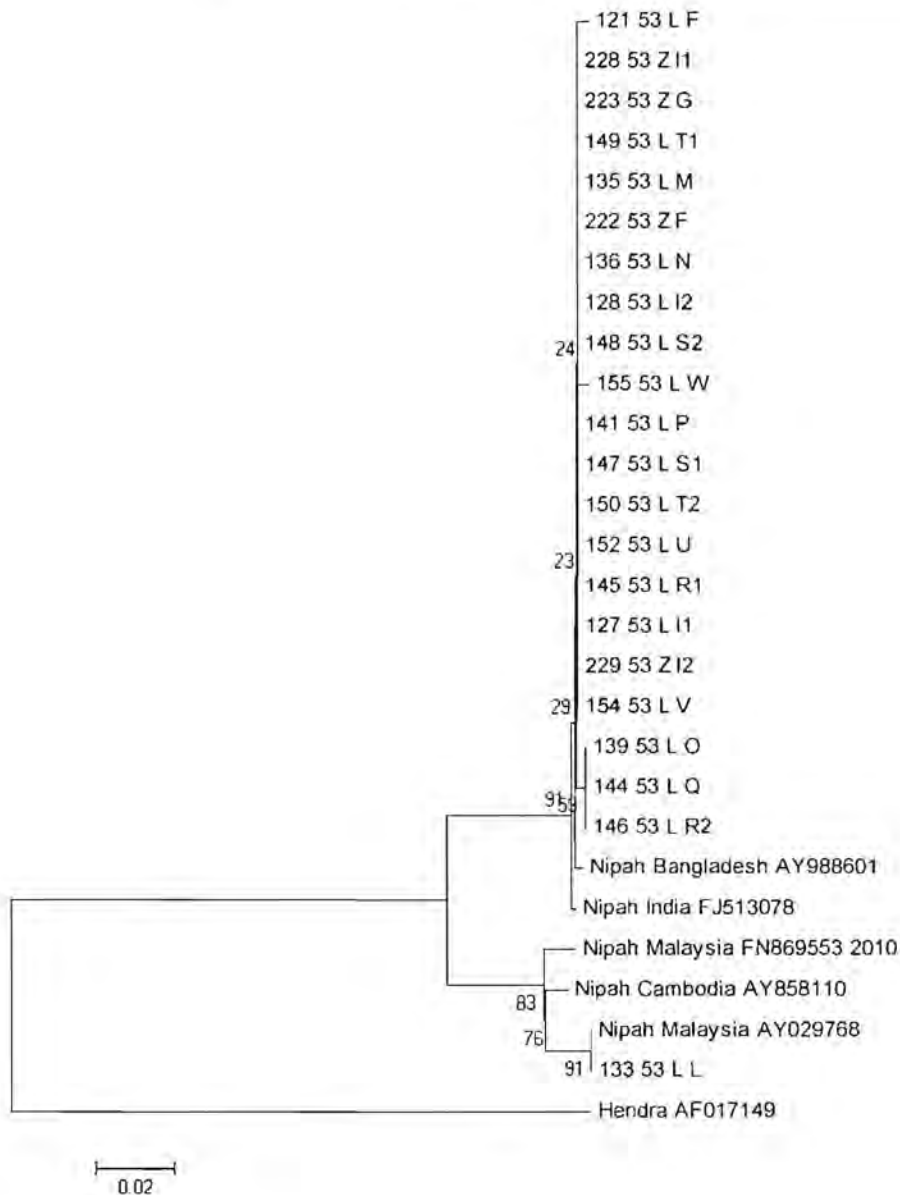 121 53 L F
228 53 Z I1
223 53 Z G
149 53 L T1
135 53 L M
222 53 Z F
136 53 L N
128 53 L I2
24
148 53 L S2
155 53 L W
141 53 L P
147 53 L S1
150 53 L T2
152 53 L U
23
145 53 L R1
127 53 L I1
229 53 Z I2
29
154 53 L V
139 53 L O
144 53 L Q
91
59
146 53 L R2
Nipah Bangladesh AY988601
Nipah India FJ513078
Nipah Malaysia FN869553 2010
Nipah Cambodia AY858110
83
Nipah Malaysia AY029768
76
91
133 53 L L
Hendra AF017149
0.02